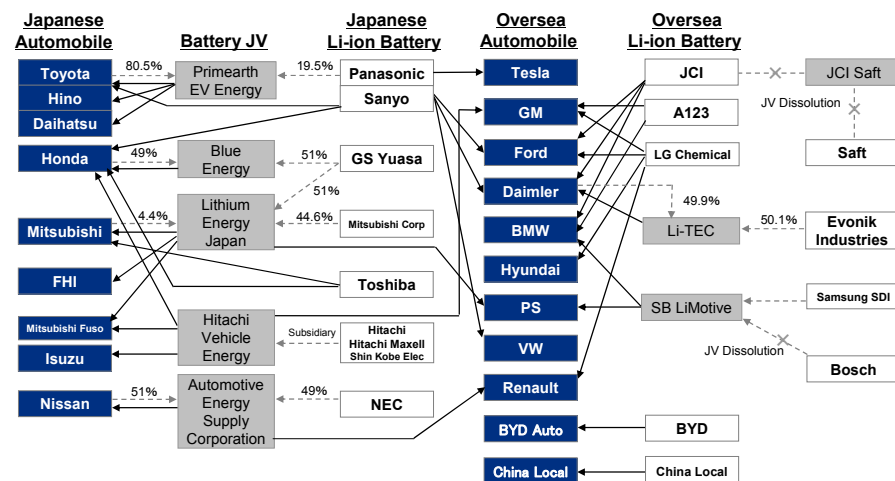 Japanese
Automobile
Battery JV
Japanese
Li-ion Battery
Oversea
Automobile
Oversea
Li-ion Battery
Toyota
80.5%
Primearth
EV Energy
19.5%
Panasonic
Tesla
JCI
JCI Saft
Hino
Sanyo
JV Dissolution
Daihatsu
GM
A123
Honda
49%
Blue
Energy
51%
GS Yuasa
Ford
LG Chemical
Saft
51%
Daimler
49.9%
Mitsubishi
4.4%
Lithium
Energy
Japan
44.6%
Mitsubishi Corp
BMW
Li-TEC
50.1%
Evonik
Industries
FHI
Toshiba
Hyundai
PS
SB LiMotive
Samsung SDI
Mitsubishi Fuso
Hitachi
Vehicle
Energy
Subsidiary
Hitachi
Hitachi Maxell
Shin Kobe Elec
VW
JV Dissolution
Isuzu
Bosch
Nissan
51%
Automotive
Energy
Supply
Corporation
49%
NEC
Renault
BYD Auto
BYD
China Local
China Local